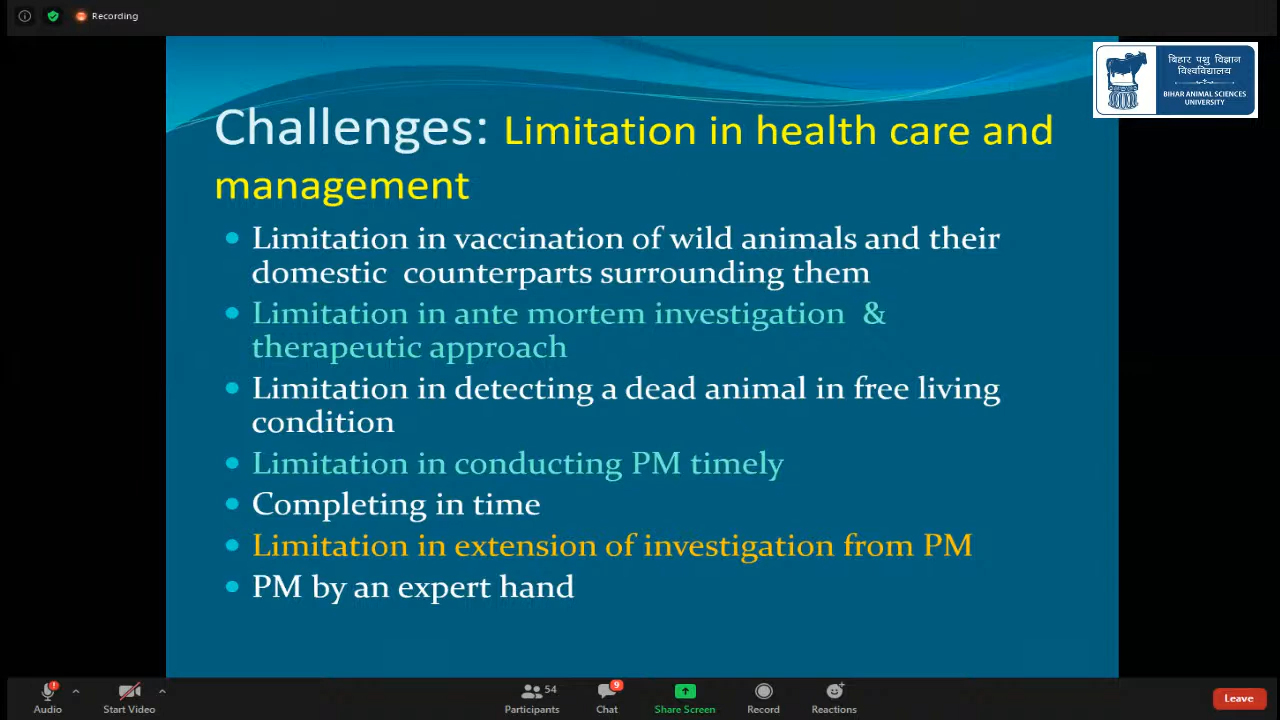 Recording
बिहार पशु विज्ञान
विश्वविद्यालय
BIHAR ANIMAL SCIENCES
UNIVERSITY
Challenges: Limitation in health care and
management
Limitation in vaccination of wild animals and their
domestic counterparts surrounding them
Limitation in ante mortem investigation &
therapeutic approach
Limitation in detecting a dead animal in free living
condition
Limitation in conducting PM timely
Completing in time
Limitation in extension of investigation from PM
PM by an expert hand
54
9
Audio
Start Video
Participants
Chat
Share Screen
Record
Reactions
Leave